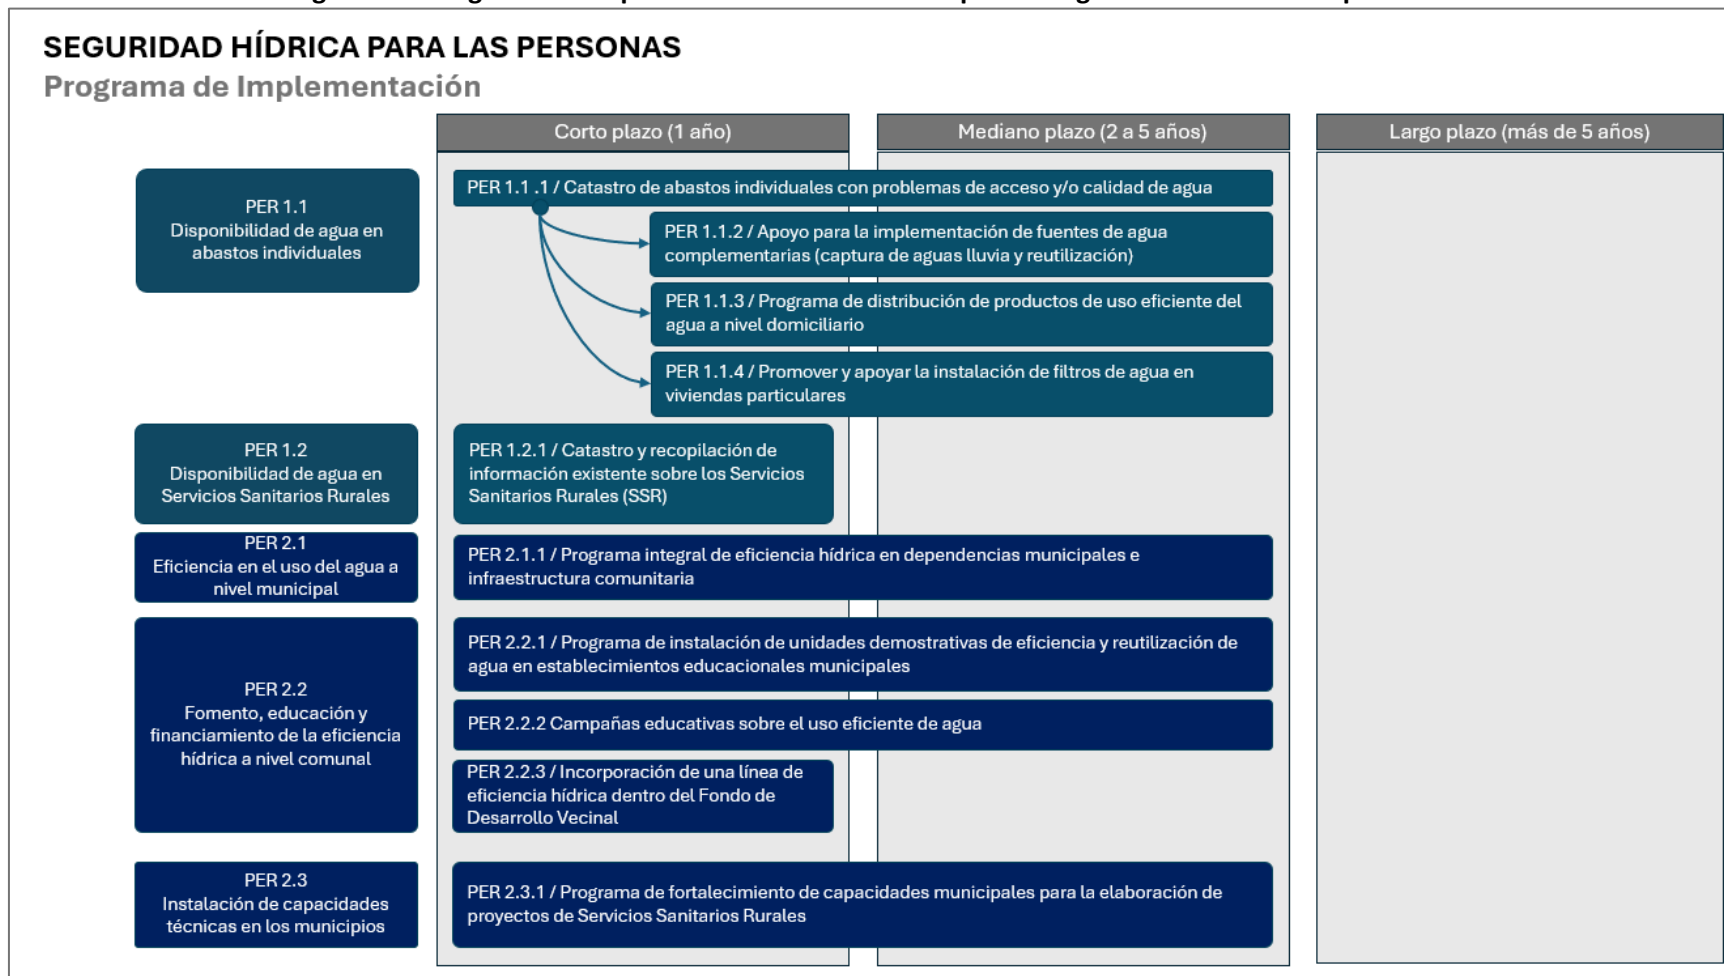 SEGURIDAD HÍDRICA PARA LAS PERSONAS
Programa de Implementación
Corto plazo (1 año)
Mediano plazo (2 a 5 años)
Largo plazo (más de 5 años)
PER 1.1
Disponibilidad de agua en
abastos individuales
PER 1.1 .1 / Catastro de abastos individuales con problemas de acceso y/o calidad de agua
PER 1.1.2 / Apoyo para la implementación de fuentes de agua
complementarias (captura de aguas lluvia y reutilización)
PER 1.1.3 / Programa de distribución de productos de uso eficiente del
agua a nivel domiciliario
PER 1.1.4 / Promover y apoyar la instalación de filtros de agua en
viviendas particulares
PER 1.2
Disponibilidad de agua en
Servicios Sanitarios Rurales
PER 1.2.1 / Catastro y recopilación de
información existente sobre los Servicios
Sanitarios Rurales (SSR)
PER 2.1
Eficiencia en el uso del agua a
nivel municipal
PER 2.1.1 / Programa integral de eficiencia hídrica en dependencias municipales e
infraestructura comunitaria
PER 2.2
Fomento, educación y
financiamiento de la eficiencia
hídrica a nivel comunal
PER 2.2.1 / Programa de instalación de unidades demostrativas de eficiencia y reutilización de
agua en establecimientos educacionales municipales
PER 2.2.2 Campañas educativas sobre el uso eficiente de agua
PER 2.2.3 / Incorporación de una línea de
eficiencia hídrica dentro del Fondo de
Desarrollo Vecinal
PER 2.3
Instalación de capacidades
técnicas en los municipios
PER 2.3.1 / Programa de fortalecimiento de capacidades municipales para la elaboración de
proyectos de Servicios Sanitarios Rurales